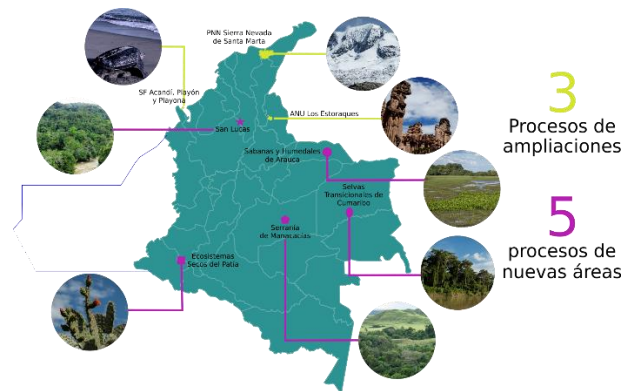 PNN Sierra Nevada
de Santa Marta
SF Acandí, Playón
y Playona
ANU Los Estoraques
San Lucas
Sábanas y Humedales
de Arauca
Selvas
Transicionales de
Cumaribo
Serranía
de Manacacías
Ecosistemas
Secos del Patía
3
Procesos de
ampliaciones
5
procesos de
nuevas áreas